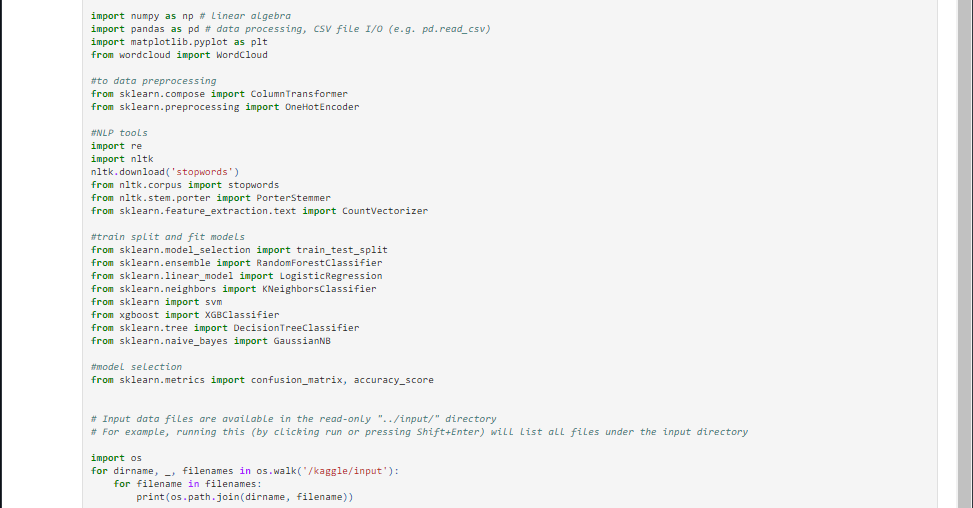 import numpy as np # linear algebra
import pandas as pd # data processing, CSV file I/O (e.g. pd.read_csv)
import matplotlib.pyplot as plt
from wordcloud import WordCloud

#to data preprocessing
from sklearn.compose import ColumnTransformer
from sklearn.preprocessing import OneHotEncoder

#NLP tools
import re
import nltk
nltk.download('stopwords')
from nltk.corpus import stopwords
from nltk.stem.porter import PorterStemmer
from sklearn.feature_extraction.text import CountVectorizer

#train split and fit models
from sklearn.model_selection import train_test_split
from sklearn.ensemble import RandomForestClassifier
from sklearn.linear_model import LogisticRegression
from sklearn.neighbors import KNeighborsClassifier
from sklearn import svm
from xgboost import XGBClassifier
from sklearn.tree import DecisionTreeClassifier
from sklearn.naive_bayes import GaussianNB

#model selection
from sklearn.metrics import confusion_matrix, accuracy_score


# Input data files are available in the read-only "../input/" directory
# For example, running this (by clicking run or pressing Shift+Enter) will list all files under the input directory

import os
for dirname, _, filenames in os.walk('/kaggle/input'):
    for filename in filenames:
        print(os.path.join(dirname, filename))